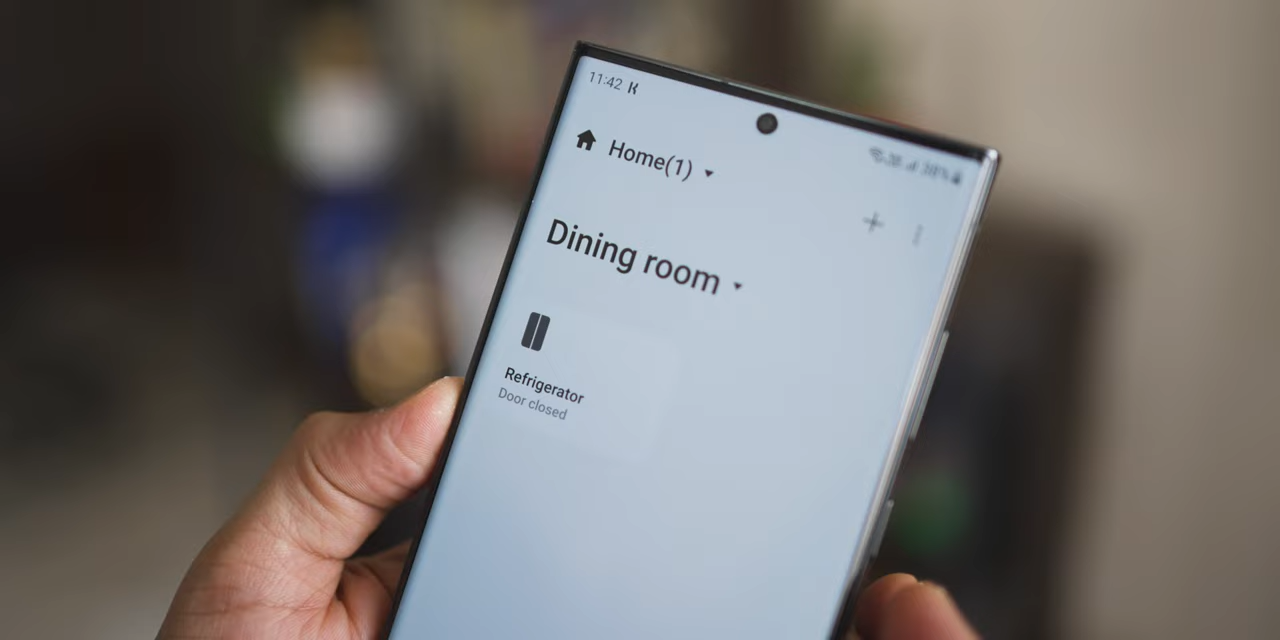 11:42
Home(1)
Dining room
Refrigerator
Door closed